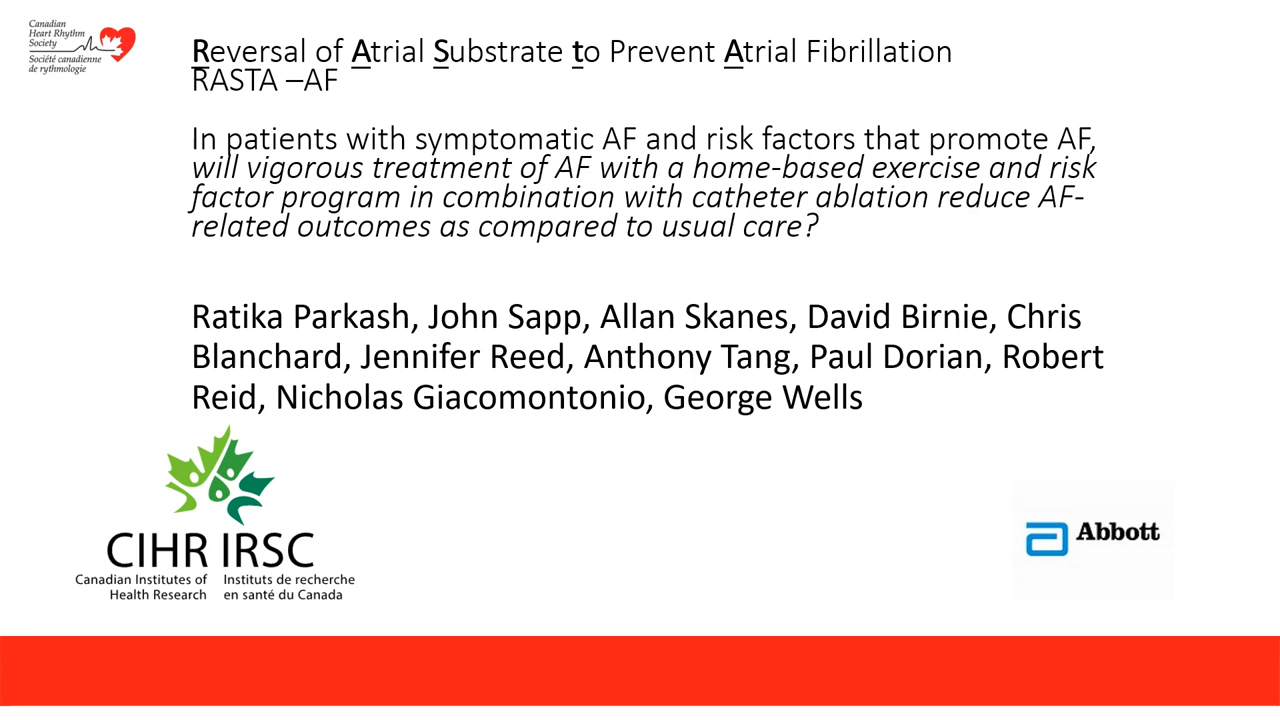 Canadian
Heart Rhythm
Society
Société canadienne
de rythmologie
Reversal of Atrial Substrate to Prevent Atrial Fibrillation
RASTA –AF
In patients with symptomatic AF and risk factors that promote AF,
will vigorous treatment of AF with a home-based exercise and risk
factor program in combination with catheter ablation reduce AF-
related outcomes as compared to usual care?
Ratika Parkash, John Sapp, Allan Skanes, David Birnie, Chris
Blanchard, Jennifer Reed, Anthony Tang, Paul Dorian, Robert
Reid, Nicholas Giacomontonio, George Wells
CIHR IRSC
Canadian Institutes of Instituts de recherche
Health Research en santé du Canada
Abbott